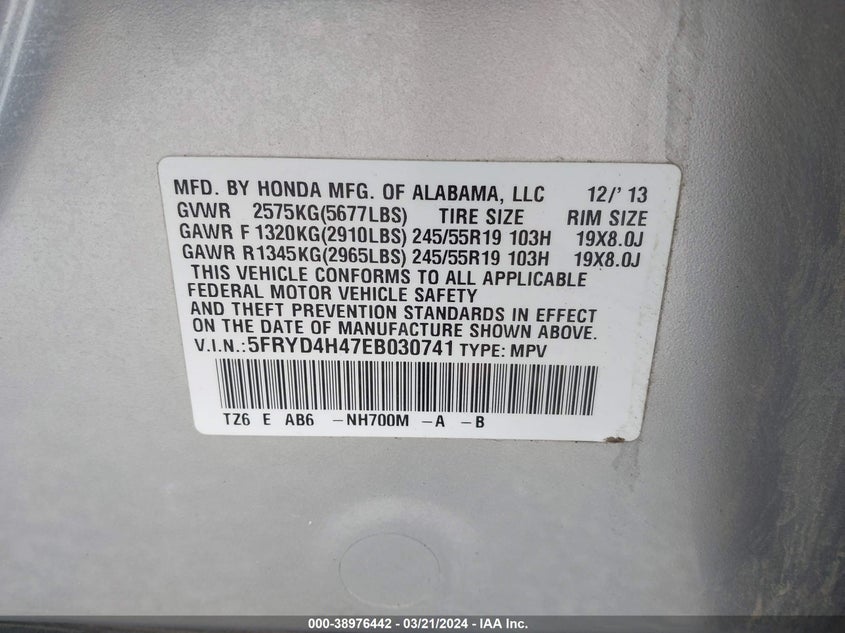 MFD. BY HONDA MFG. OF ALABAMA, LLC 12/' 13
GVWR 2575KG(5677LBS) TIRE SIZE RIM SIZE
GAWR F 1320KG(2910LBS) 245/55R19 103H 19X8.0J
GAWR R1345KG(2965LBS) 245/55R19 103H 19X8.0J
THIS VEHICLE CONFORMS TO ALL APPLICABLE
FEDERAL MOTOR VEHICLE SAFETY
AND THEFT PREVENTION STANDARDS IN EFFECT
ON THE DATE OF MANUFACTURE SHOWN ABOVE.
V.I.N.:5FRYD4H47EB030741 TYPE: MPV
TZ6 E AB6 -NH700M -A -B
000-38976442 - 03/21/2024 - IAA Inc.